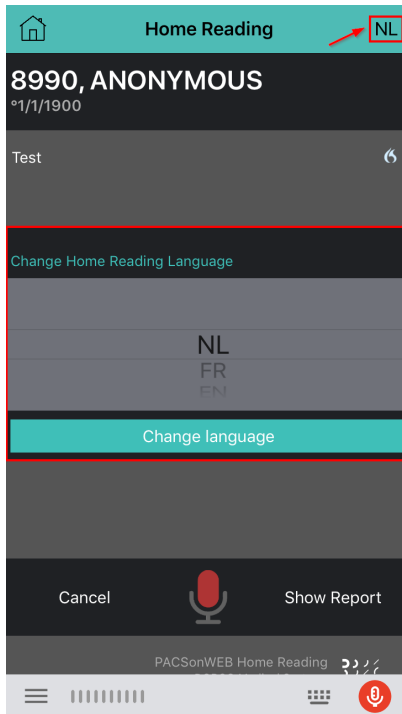 Home Reading NL
8990, ANONYMOUS
°1/1/1900
Test
Change Home Reading Language
NL
FR
EN
Change language
Cancel Show Report
PACSonWEB Home Reading